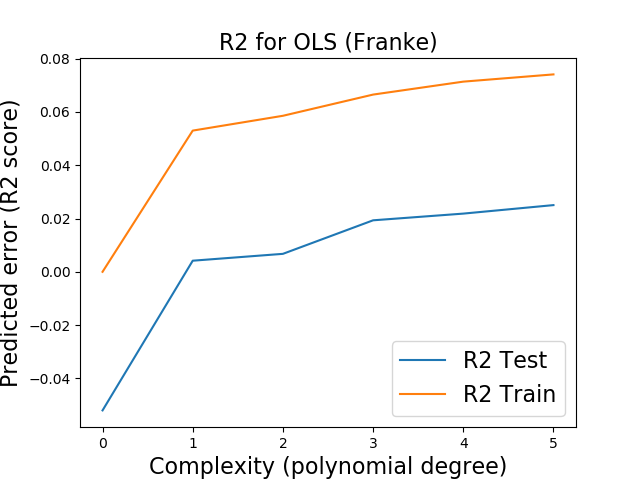 R2 for OLS (Franke)
Predicted error (R2 score)
0.08
0.06
0.04
0.02
0.00
−0.02
−0.04
R2 Test
R2 Train
0 1 2 3 4 5
Complexity (polynomial degree)